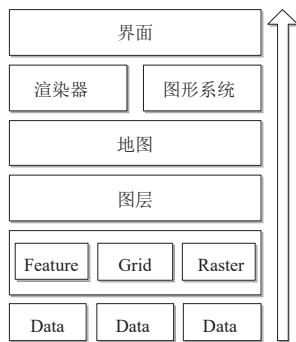 界面
渲染器 图形系统
地图
图层
Feature Grid Raster
Data Data Data